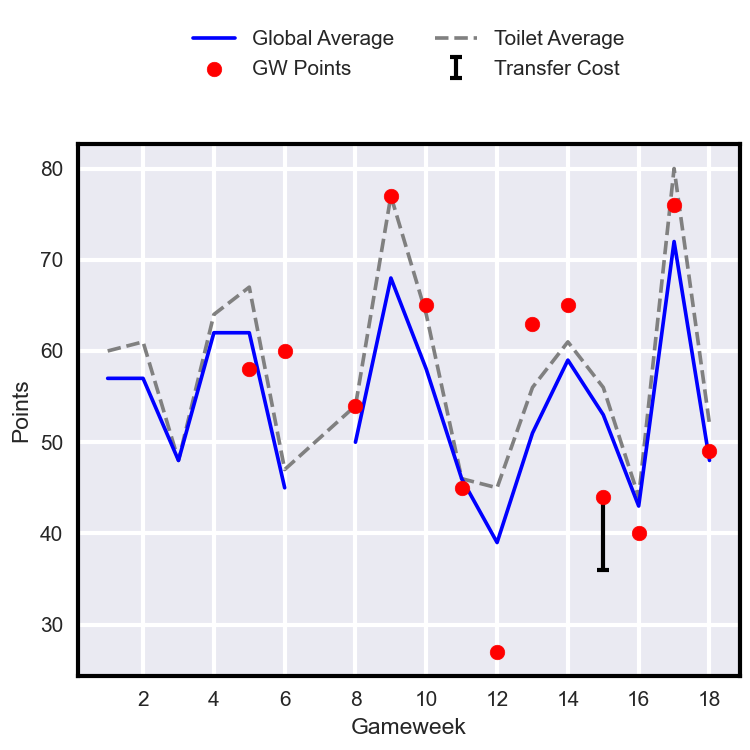 Global Average
Toilet Average
GW Points
Transfer Cost
80
70
60
50
40
30
Points
2 4 6 8 10 12 14 16 18
Gameweek